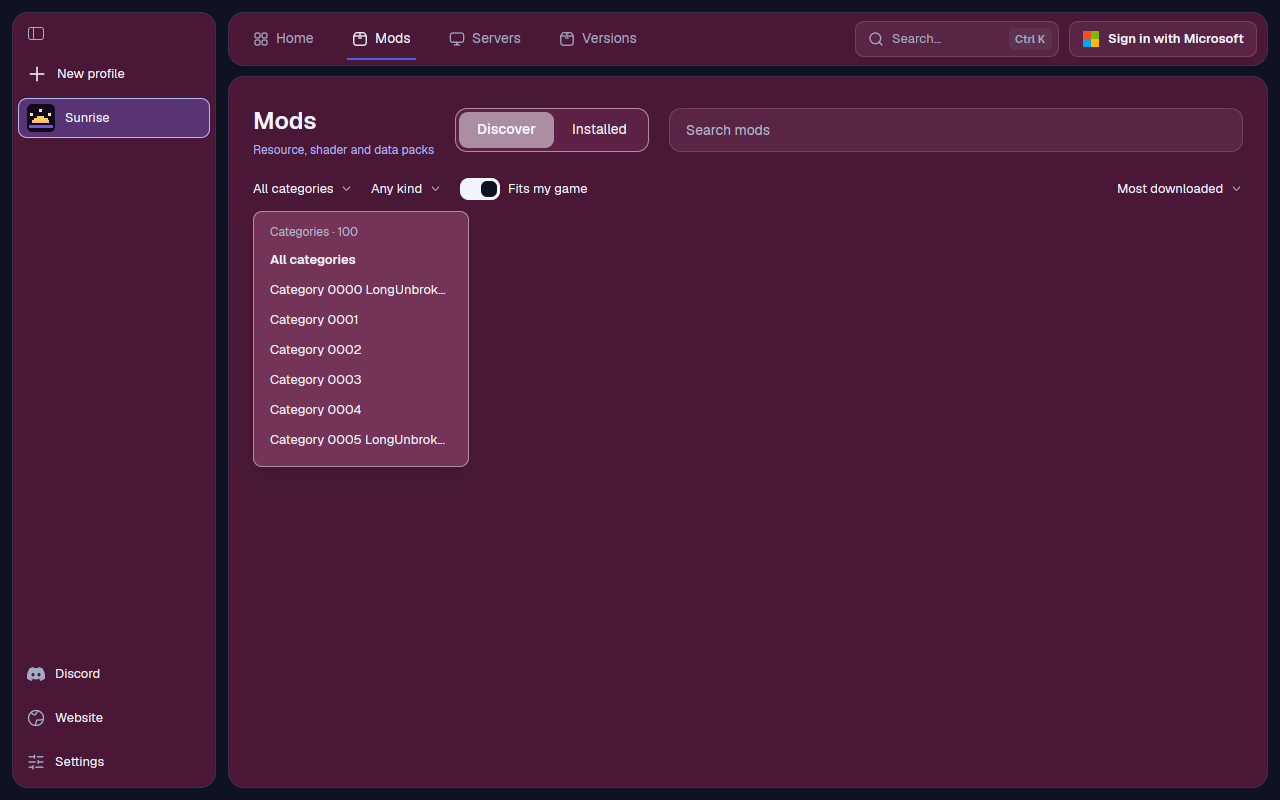 New profile
Sunrise
Discord
Website
Settings
Home
Mods
Servers
Versions
Search...
Ctrl K
Sign in with Microsoft
Mods
Resource, shader and data packs
Discover
Installed
Search mods
All categories
Any kind
Fits my game
Most downloaded
Categories · 100
All categories
Category 0000 LongUnbrok...
Category 0001
Category 0002
Category 0003
Category 0004
Category 0005 LongUnbrok...